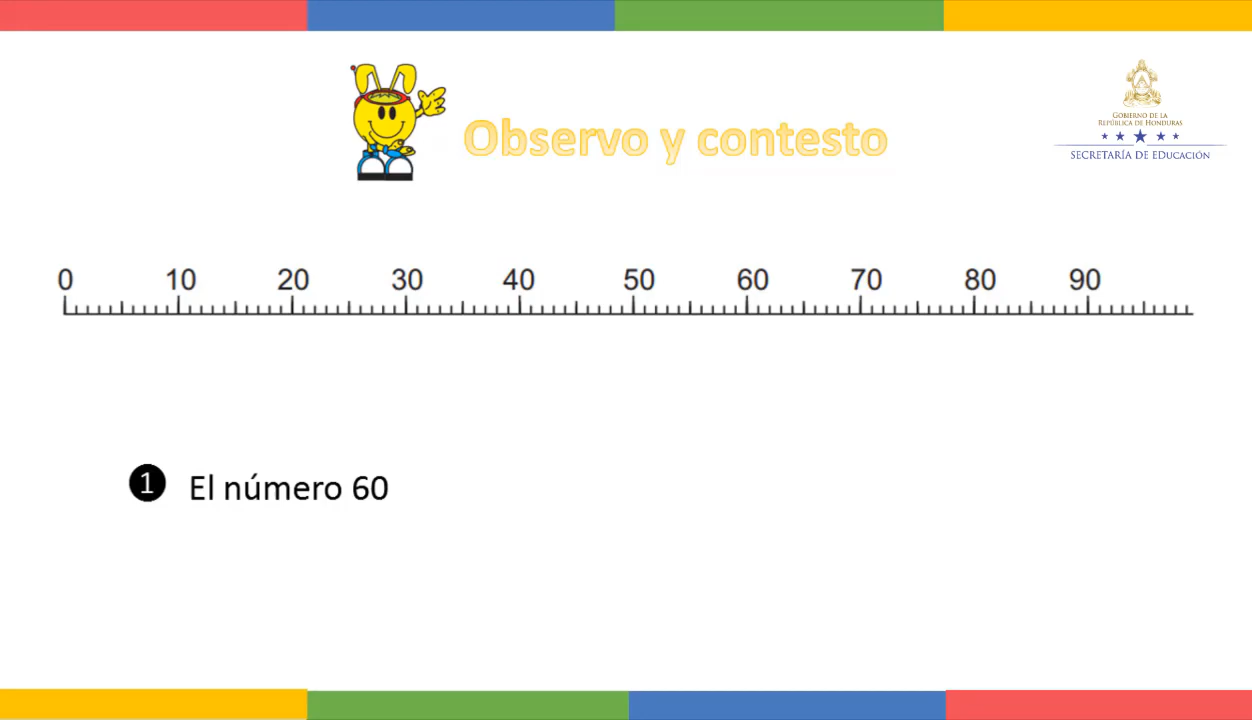 Observo y contesto
GOBIERNO DE LA
REPÚBLICA DE HONDURAS
SECRETARÍA DE EDUCACIÓN
0 10 20 30 40 50 60 70 80 90
1 El número 60